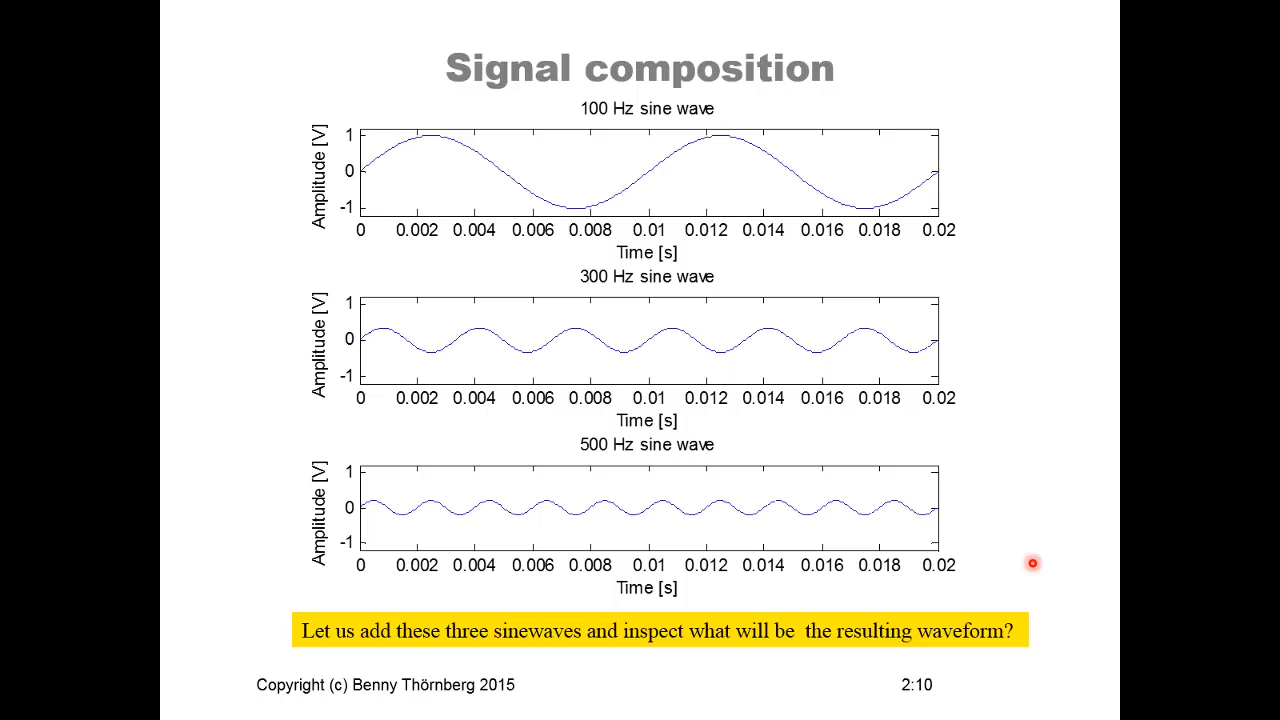 Signal composition
100 Hz sine wave
Amplitude [V]
1
0
-1
0 0.002 0.004 0.006 0.008 0.01 0.012 0.014 0.016 0.018 0.02
Time [s]
300 Hz sine wave
Amplitude [V]
1
0
-1
0 0.002 0.004 0.006 0.008 0.01 0.012 0.014 0.016 0.018 0.02
Time [s]
500 Hz sine wave
Amplitude [V]
1
0
-1
0 0.002 0.004 0.006 0.008 0.01 0.012 0.014 0.016 0.018 0.02
Time [s]
Let us add these three sinewaves and inspect what will be the resulting waveform?
Copyright (c) Benny Thörnberg 2015
2:10